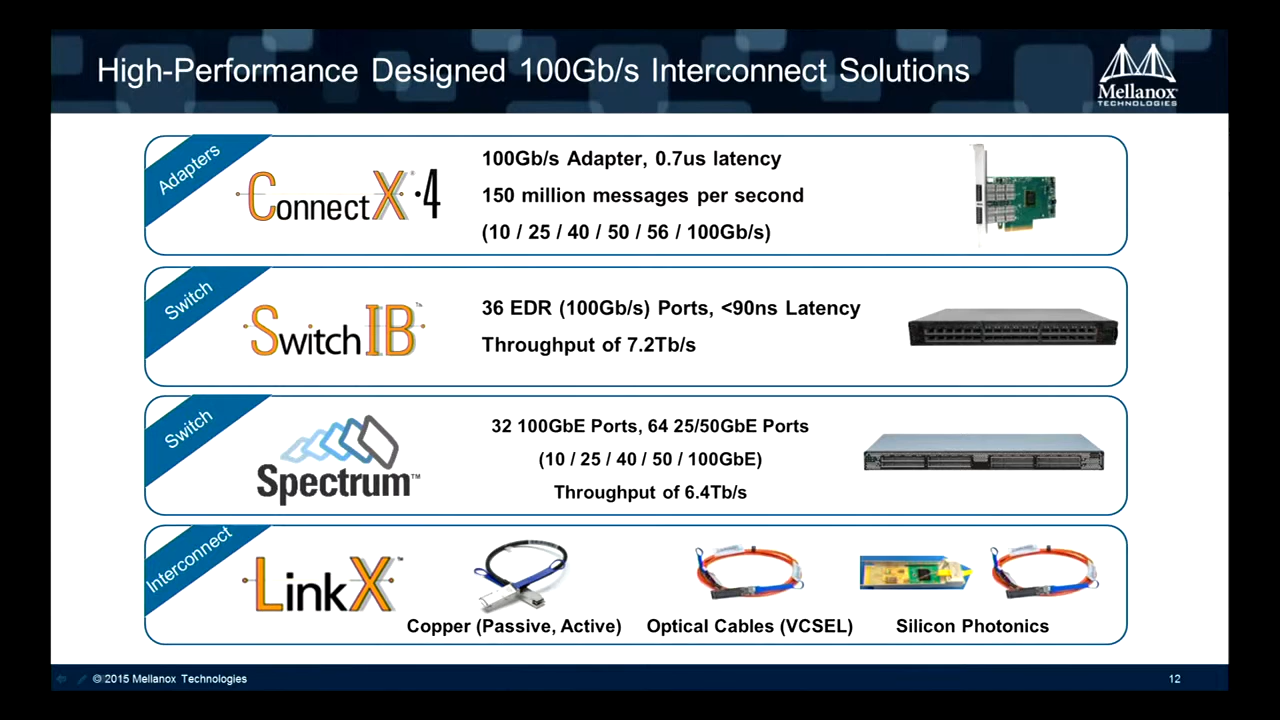 High-Performance Designed 100Gb/s Interconnect Solutions
Mellanox
TECHNOLOGIES
Adapters
ConnectX®·4
100Gb/s Adapter, 0.7us latency
150 million messages per second
(10 / 25 / 40 / 50 / 56 / 100Gb/s)
Switch
SwitchIB™
36 EDR (100Gb/s) Ports, <90ns Latency
Throughput of 7.2Tb/s
Switch
Spectrum™
32 100GbE Ports, 64 25/50GbE Ports
(10 / 25 / 40 / 50 / 100GbE)
Throughput of 6.4Tb/s
Interconnect
LinkX™
Copper (Passive, Active)
Optical Cables (VCSEL)
Silicon Photonics
© 2015 Mellanox Technologies
12